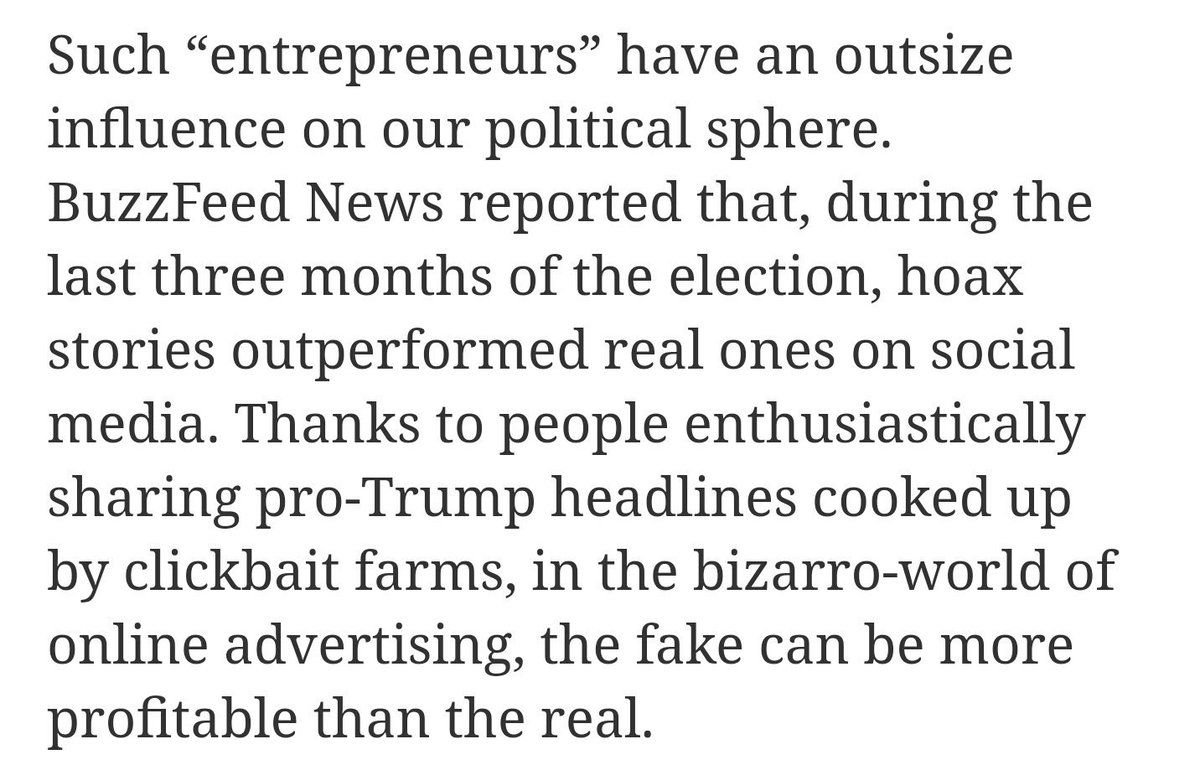 Such “entrepreneurs” have an outsize
influence on our political sphere.
BuzzFeed News reported that, during the
last three months of the election, hoax
stories outperformed real ones on social
media. Thanks to people enthusiastically
sharing pro-Trump headlines cooked up
by clickbait farms, in the bizarro-world of
online advertising, the fake can be more
profitable than the real.